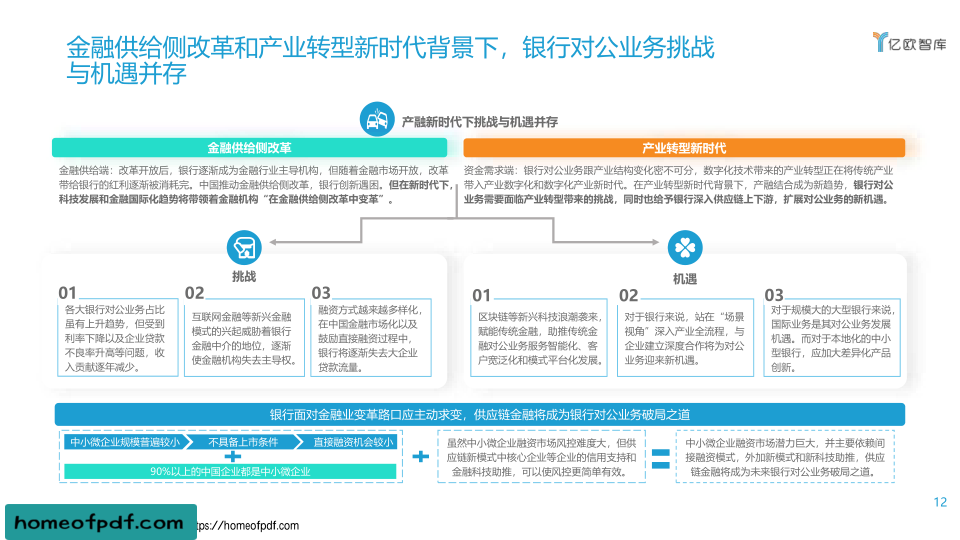 金融供给侧改革和产业转型新时代背景下，银行对公业务挑战
与机遇并存
亿欧智库
产融新时代下挑战与机遇并存
金融供给侧改革
金融供给端：改革开放后，银行逐渐成为金融行业主导机构，但随着金融市场开放，改革
带给银行的红利逐渐被消耗完。中国推动金融供给侧改革，银行创新遇困。但在新时代下，
科技发展和金融国际化趋势将带领着金融机构“在金融供给侧改革中变革”。
产业转型新时代
资金需求端：银行对公业务跟产业结构变化密不可分，数字化技术带来的产业转型正在将传统产业
带入产业数字化和数字化产业新时代。在产业转型新时代背景下，产融结合成为新趋势，银行对公
业务需要面临产业转型带来的挑战，同时也给予银行深入供应链上下游，扩展对公业务的新机遇。
挑战
01
各大银行对公业务占比
虽有上升趋势，但受到
利率下降以及企业贷款
不良率升高等问题，收
入贡献逐年减少。
02
互联网金融等新兴金融
模式的兴起威胁着银行
金融中介的地位，逐渐
使金融机构失去主导权。
03
融资方式越来越多样化，
在中国金融市场化以及
鼓励直接融资过程中，
银行将逐渐失去大企业
贷款流量。
机遇
01
区块链等新兴科技浪潮袭来，
赋能传统金融，助推传统金
融对公业务服务智能化、客
户宽泛化和模式平台化发展。
02
对于银行来说，站在“场景
视角”深入产业全流程，与
企业建立深度合作将为对公
业务迎来新机遇。
03
对于规模大的大型银行来说，
国际业务是其对公业务发展
机遇。而对于本地化的中小
型银行，应加大差异化产品
创新。
银行面对金融业变革路口应主动求变，供应链金融将成为银行对公业务破局之道
中小微企业规模普遍较小
不具备上市条件
直接融资机会较小
90%以上的中国企业都是中小微企业
虽然中小微企业融资市场风控难度大，但供
应链新模式中核心企业等企业的信用支持和
金融科技助推，可以使风控更简单有效。
中小微企业融资市场潜力巨大，并主要依赖间
接融资模式，外加新模式和新科技助推，供应
链金融将成为未来银行对公业务破局之道。
12
homeofpdf.com
ttps://homeofpdf.com